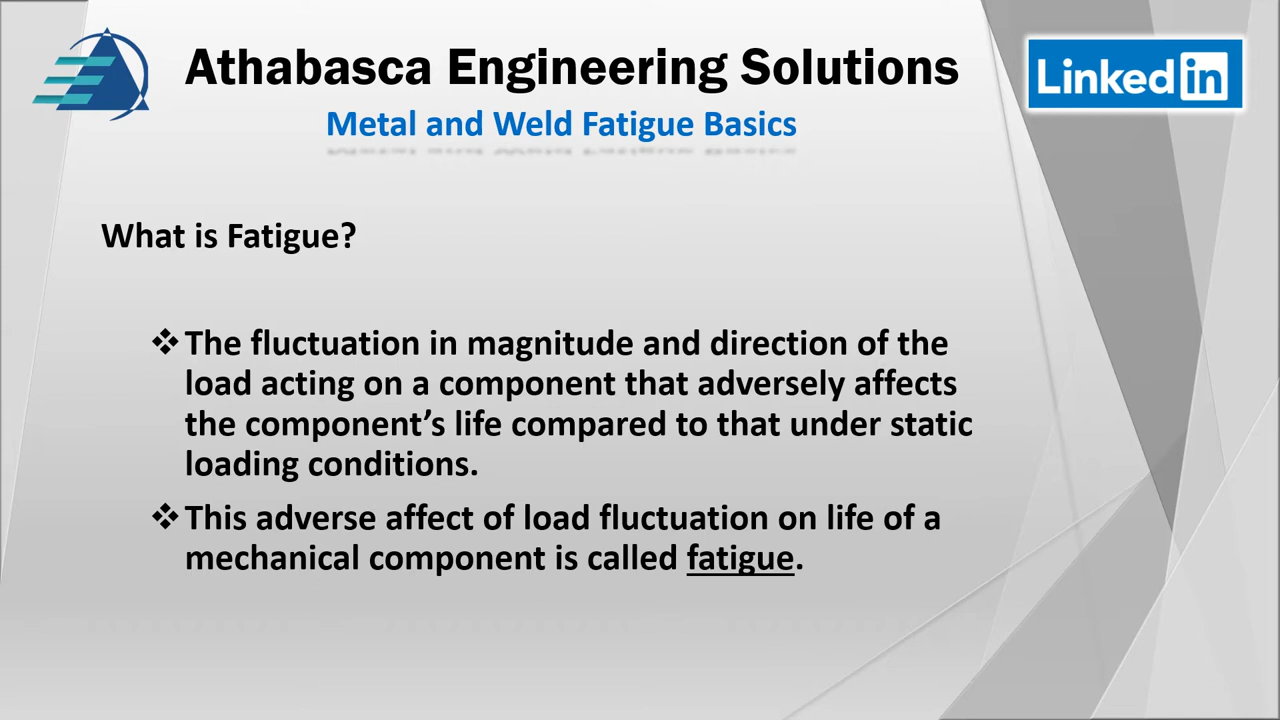 Athabasca Engineering Solutions
LinkedIn
Metal and Weld Fatigue Basics
What is Fatigue?
❖The fluctuation in magnitude and direction of the
load acting on a component that adversely affects
the component’s life compared to that under static
loading conditions.
❖This adverse affect of load fluctuation on life of a
mechanical component is called fatigue.